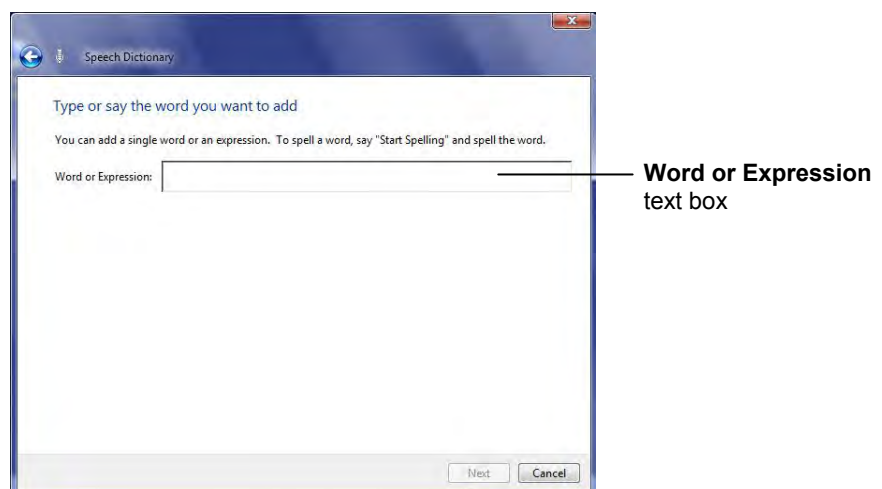 Speech Dictionary
Type or say the word you want to add
You can add a single word or an expression. To spell a word, say "Start Spelling" and spell the word.
Word or Expression:
Word or Expression
text box
Next Cancel